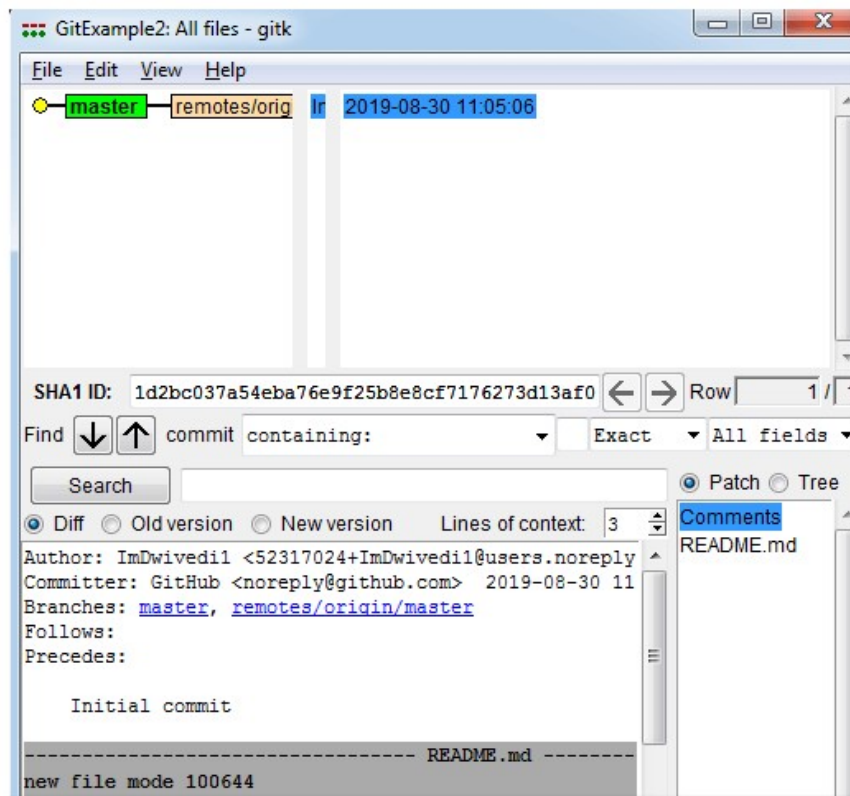 GitExample2: All files - gitk
File Edit View Help
master remotes/orig 2019-08-30 11:05:06
SHA1 ID: 1d2bc037a54eba76e9f25b8e8cf7176273d13af0 Row 1 /
Find commit containing: Exact All fields
Search Patch Tree
Diff Old version New version Lines of context: 3 Comments
README.md
Author: ImDwivedi1 <52317024+ImDwivedi1@users.noreply
Committer: GitHub <noreply@github.com> 2019-08-30 11
Branches: master, remotes/origin/master
Follows:
Precedes:
Initial commit
---------------------------------- README.md --------
new file mode 100644